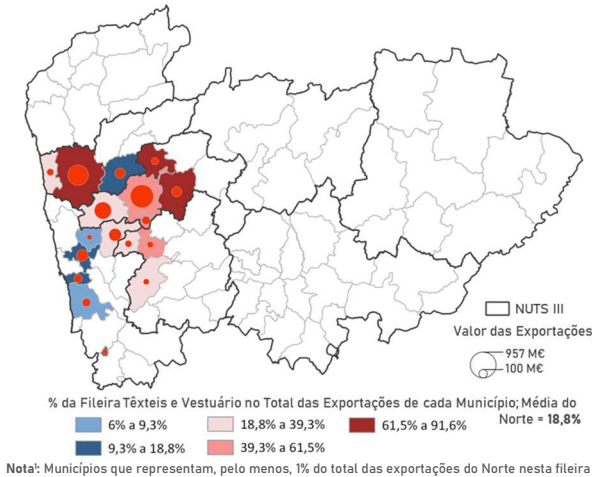 NUTS III
Valor das Exportações
957 M€
100 M€
% da Fileira Têxteis e Vestuário no Total das Exportações de cada Município; Média do
Norte = 18,8%
6% a 9,3%
18,8% a 39,3%
61,5% a 91,6%
9,3% a 18,8%
39,3% a 61,5%
Nota¹: Municípios que representam, pelo menos, 1% do total das exportações do Norte nesta fileira